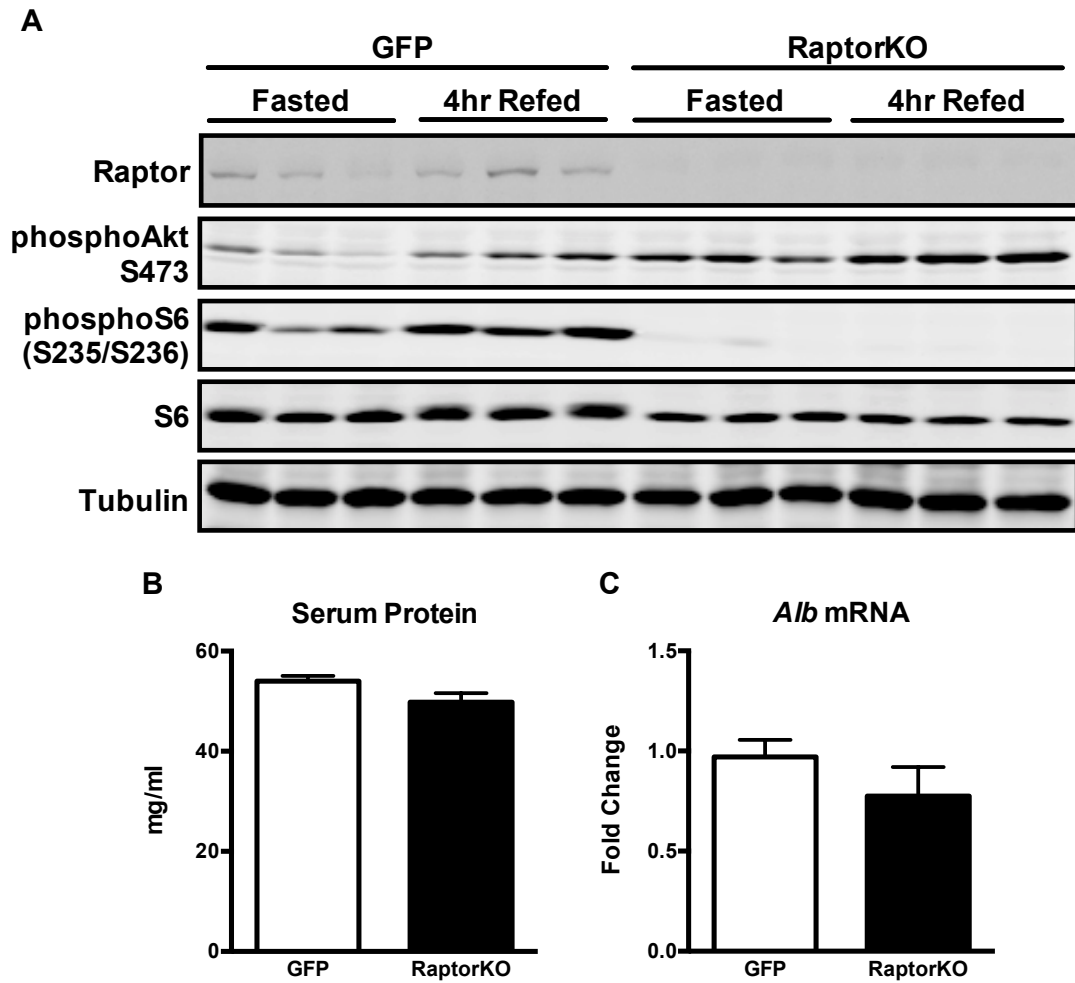 A
GFP RaptorKO
Fasted 4hr Refed Fasted 4hr Refed
Raptor
phosphoAkt
S473
phosphoS6
(S235/S236)
S6
Tubulin
B
Serum Protein
60
40
20
0
mg/ml
GFP RaptorKO
C
Alb mRNA
1.5
1.0
0.5
0.0
Fold Change
GFP RaptorKO